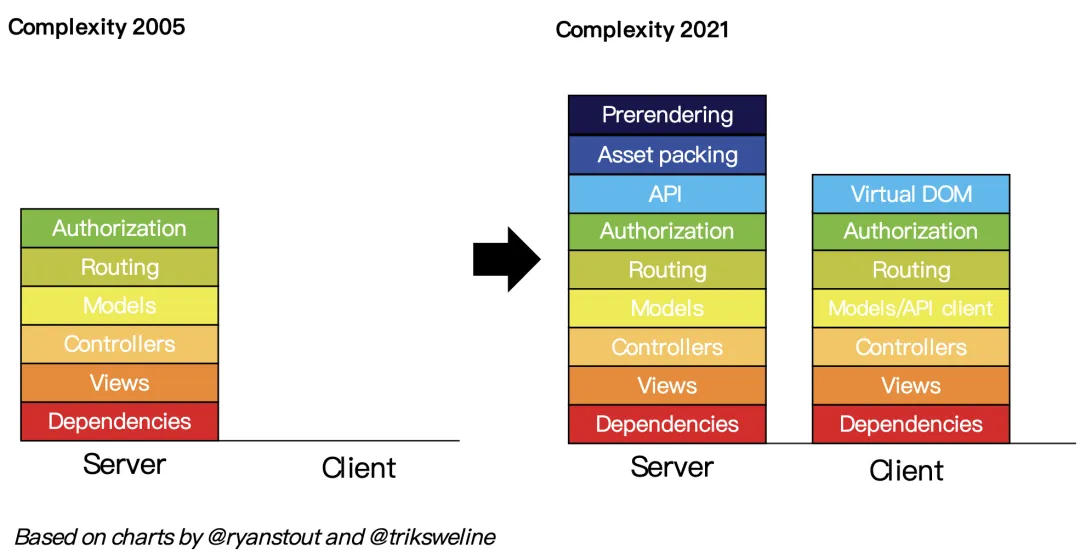 Complexity 2005
Authorization
Routing
Models
Controllers
Views
Dependencies
Server
Client
Complexity 2021
Prerendering
Asset packing
API
Authorization
Routing
Models
Controllers
Views
Dependencies
Server
Virtual DOM
Authorization
Routing
Models/API client
Controllers
Views
Dependencies
Client
Based on charts by @ryanstout and @triksweline